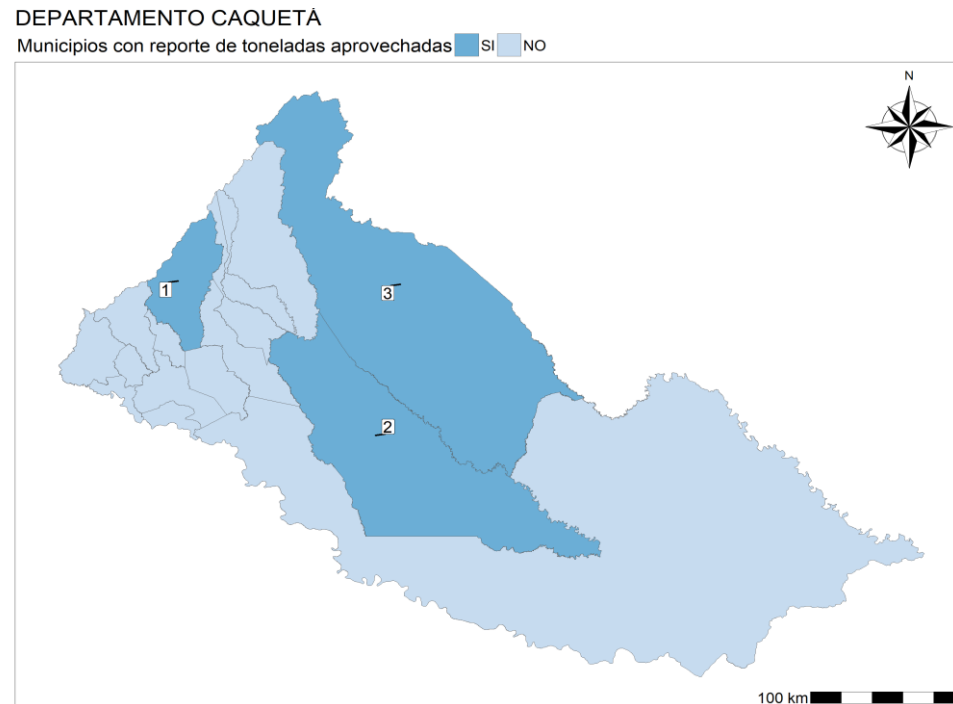 DEPARTAMENTO CAQUETÁ
Municipios con reporte de toneladas aprovechadas SI NO
N
1
3
2
100 km